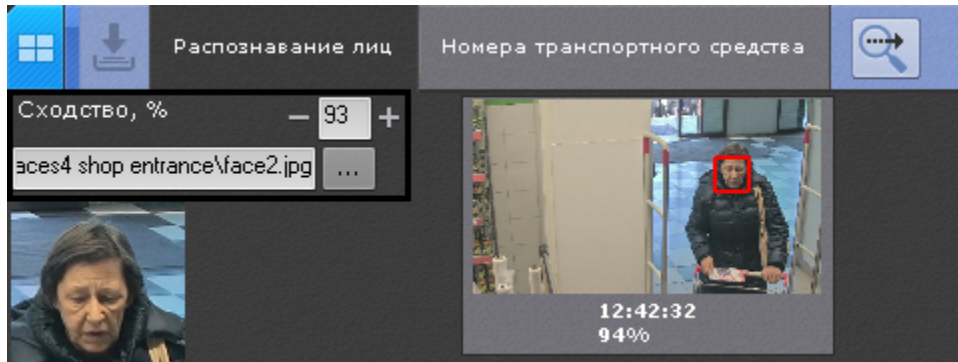 Распознавание лиц
Номера транспортного средства
Сходство, %
– 93 +
aces4 shop entrance\face2.jpg
...
12:42:32
94%